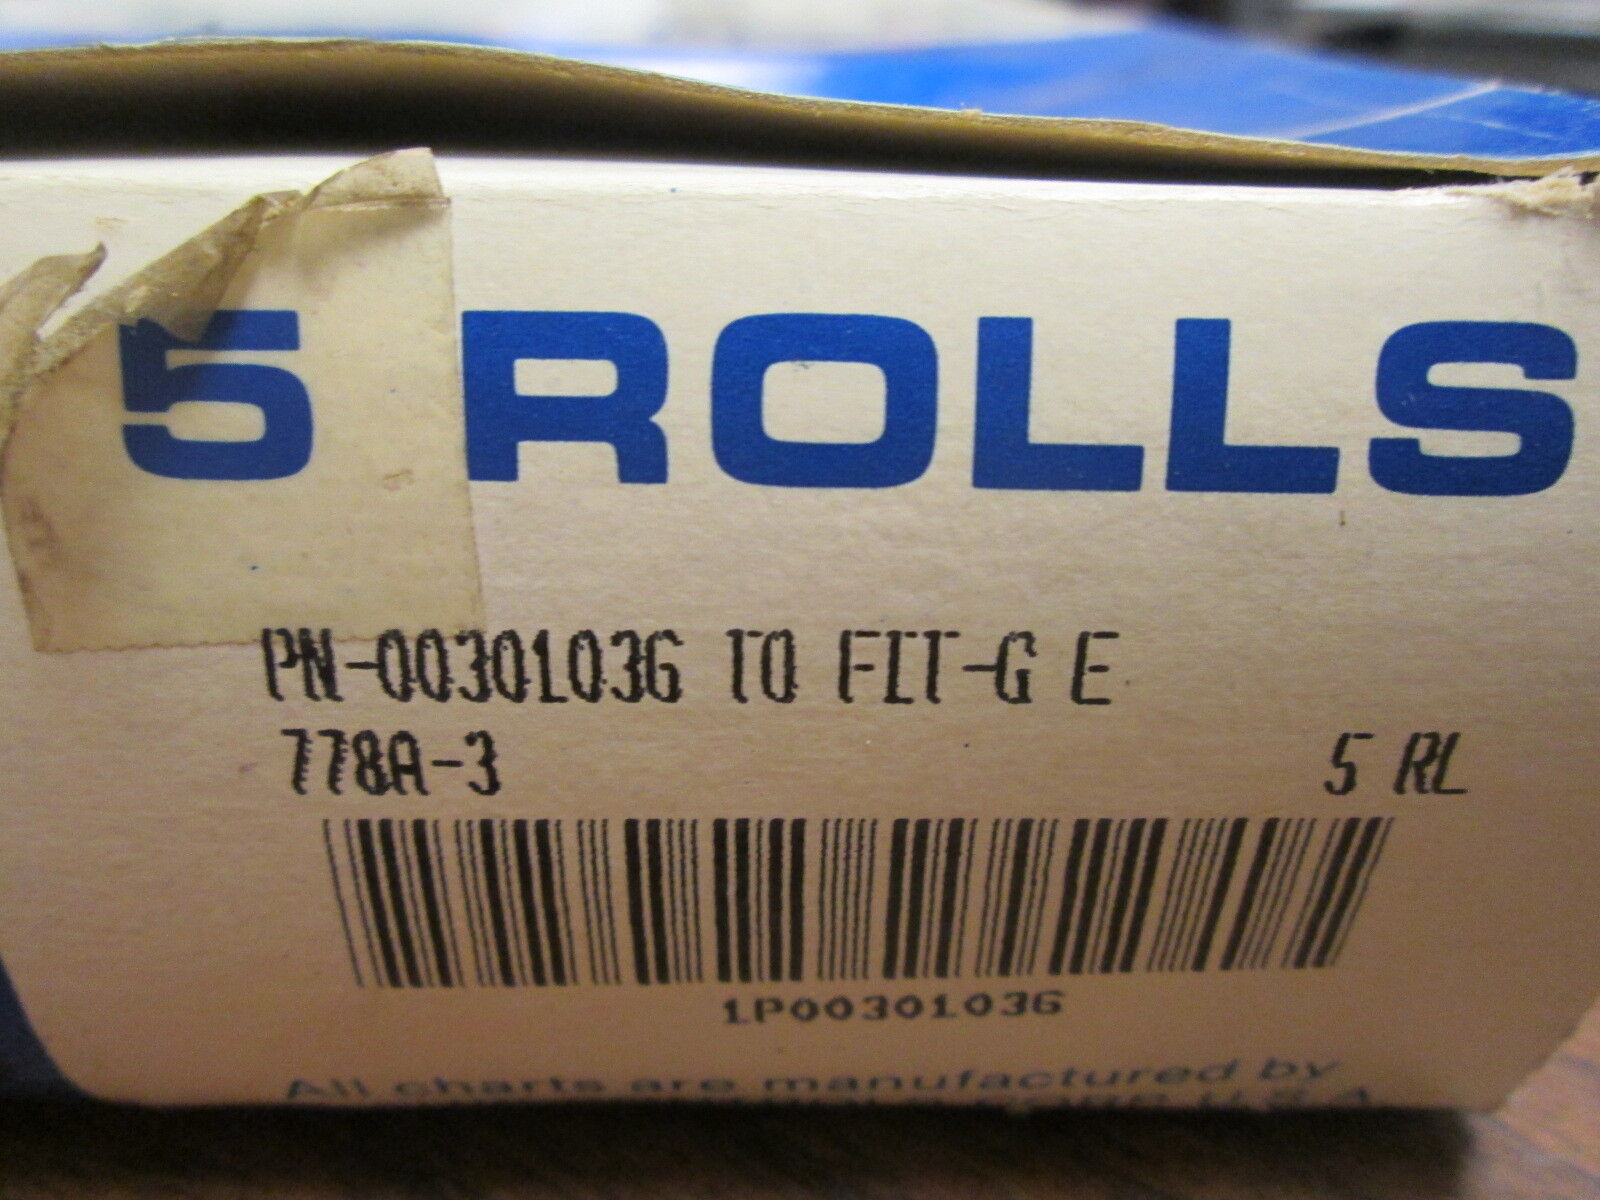 5 ROLLS
PN-00301036 TO FIT-G E
778A-3 5 RL
1P00301036
All charts are manufactured by
U S A